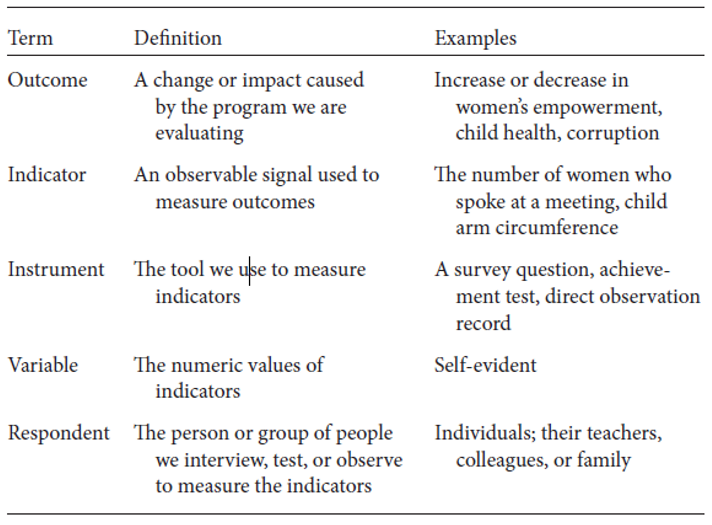 Term Definition Examples
Outcome A change or impact caused Increase or decrease in
by the program we are women’s empowerment,
evaluating child health, corruption
Indicator An observable signal used to The number of women who
measure outcomes spoke at a meeting, child
arm circumference
Instrument The tool we use to measure A survey question, achieve-
indicators ment test, direct observation
record
Variable The numeric values of Self-evident
indicators
Respondent The person or group of people Individuals; their teachers,
we interview, test, or observe colleagues, or family
to measure the indicators